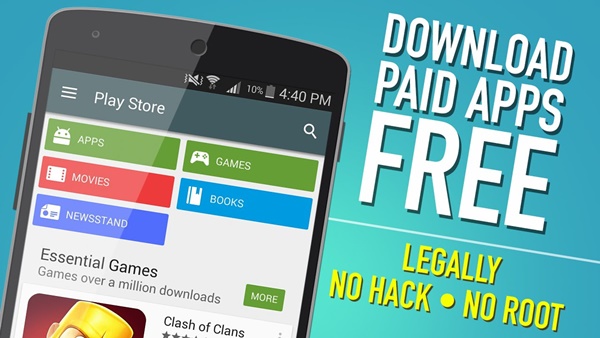 10% 4:40 PM
Play Store
APPS
GAMES
MOVIES
BOOKS
NEWSSTAND
Essential Games
Games over a million downloads
MORE
Clash of Clans
DOWNLOAD
PAID APPS
FREE
LEGALLY
NO HACK • NO ROOT